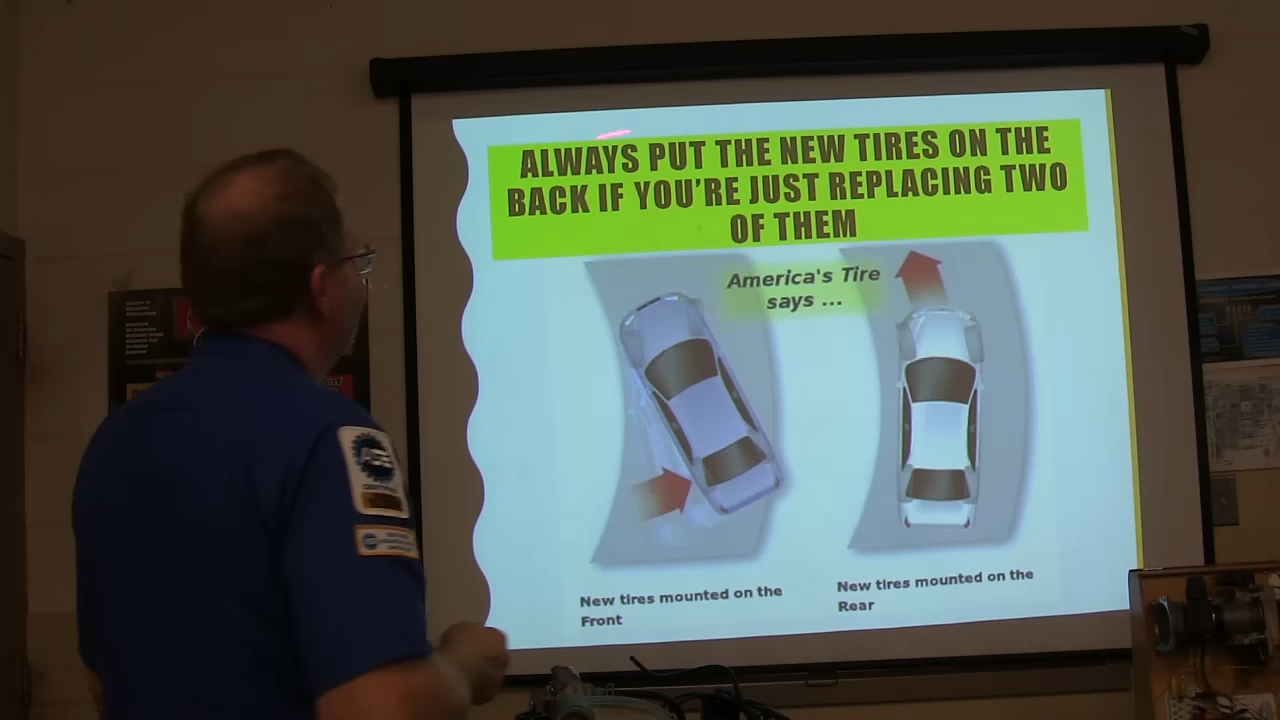 ALWAYS PUT THE NEW TIRES ON THE
BACK IF YOU'RE JUST REPLACING TWO
OF THEM
America's Tire
says ...
New tires mounted on the
Front
New tires mounted on the
Rear
ASE